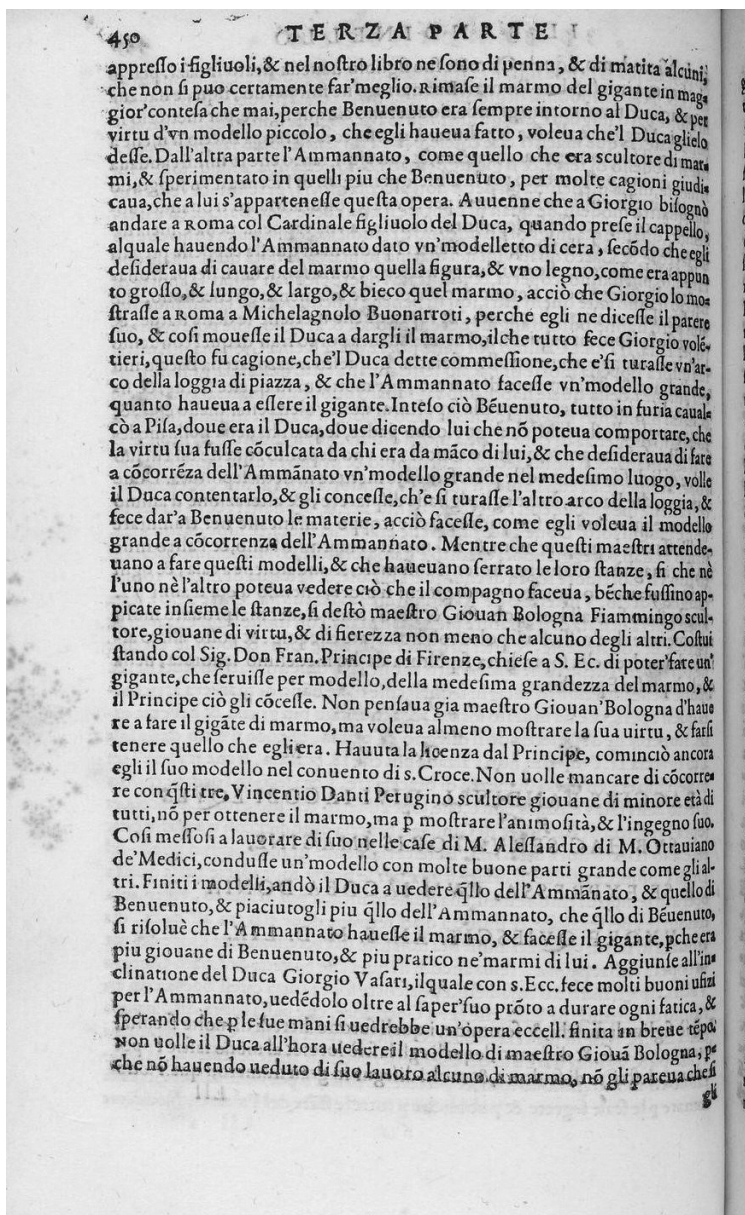 450 TERZA PARTE
appreſſo i figliuoli,& nel noſtro libro ne ſono di penna, & di matita alcuni,
che non ſi puo certamente far'meglio. Rimaſe il marmo del gigante in mag-
gior'conteſa che mai, perche Benuenuto era ſempre intorno al Duca, & per
virtu d'vn modello piccolo, che egli haueua fatto, voleua che'l Duca glielo
deſſe. Dall'altra parte l'Ammannato, come quello che era scultore di mar-
mi,& ſperimentato in quelli piu che Benuenuto, per molte cagioni giudi-
caua, che a lui s'apparteneſſe queſta opera. Auuenne che a Giorgio biſognò
andare a Roma col Cardinale figliuolo del Duca, quando preſe il cappello,
alquale hauendo l'Ammannato dato vn'modelletto di cera, ſecōdo che egli
deſideraua di cauare del marmo quella figura,& vno legno, come era appun
to groſſo,& lungo,& largo,& bieco quel marmo, acciò che Giorgio lo mo-
ſtraſſe a Roma a Michelagnolo Buonarroti, perche egli ne diceſſe il parere
ſuo, & coſi moueſſe il Duca a dargli il marmo, ilche tutto fece Giorgio volé-
tieri, queſto fu cagione, che'l Duca dette commeſſione, che e'ſi turaſſe vn'ar-
co della loggia di piazza, & che l'Ammannato faceſſe vn'modello grande,
quanto haueua a eſſere il gigante. Inteſo ciò Béuenuto, tutto in furia caual-
cò a Piſa, doue era il Duca, doue dicendo lui che nō poteua comportare, che
la virtu ſua fuſſe cōculcata da chi era da māco di lui,& che deſideraua di fare
a cōcorréza dell'Ammānato vn'modello grande nel medeſimo luogo, volle
il Duca contentarlo,& gli conceſſe, ch'e ſi turaſſe l'altro arco della loggia, &
fece dar'a Benuenuto le materie, acciò faceſſe, come egli voleua il modello
grande a cōcorrenza dell'Ammannato. Mentre che queſti maeſtri attende-
uano a fare queſti modelli,& che haueuano ſerrato le loro ſtanze, ſi che nè
l'uno nè l'altro poteua vedere ciò che il compagno faceua, béche fuſſino ap-
picate inſieme le ſtanze, ſi deſtò maeſtro Giouan Bologna Fiammingo scul-
tore, giouane di virtu,& di fierezza non meno che alcuno degli altri. Coſtui
ſtando col Sig. Don Fran. Principe di Firenze, chieſe a S. Ec. di poter'fare un'
gigante, che ſeruiſſe per modello, della medeſima grandezza del marmo, &
il Principe ciò gli cōceſſe. Non penſaua gia maeſtro Giouan'Bologna d'haue
re a fare il gigāte di marmo, ma voleua almeno moſtrare la ſua uirtu, & farſi
tenere quello che egli era. Hauuta la licenza dal Principe, cominciò ancora
egli il ſuo modello nel conuento di s. Croce. Non uolle mancare di cōcorre-
re con q̃ſti tre, Vincentio Danti Perugino scultore giouane di minore età di
tutti, nō per ottenere il marmo, ma ꝑ moſtrare l'animoſità,& l'ingegno ſuo.
Coſi meſſoſi a lauorare di ſuo nelle caſe di M. Aleſſandro di M. Ottauiano
de'Medici, conduſſe un'modello con molte buone parti grande come gli al-
tri. Finiti i modelli, andò il Duca a uedere q̃llo dell'Ammānato, & quello di
Benuenuto,& piaciutogli piu q̃llo dell'Ammannato, che q̃llo di Béuenuto,
ſi riſoluè che l'Ammannato haueſſe il marmo, & faceſſe il gigante, ꝑche era
piu giouane di Benuenuto,& piu pratico ne'marmi di lui. Aggiunſe all'in-
clinatione del Duca Giorgio Vaſari, ilquale con s. Ecc. fece molti buoni ufizi
per l'Ammannato, uedédolo oltre al ſaper'ſuo prōto a durare ogni fatica, &
ſperando che ꝑ le ſue mani ſi uedrebbe un'opera eccell. finita in breue tēpo.
Non uolle il Duca all'hora uedere il modello di maeſtro Giouā Bologna, ꝑ-
che nō hauendo ueduto di ſuo lauoro alcuno di marmo, nō gli pareua che ſi
gli